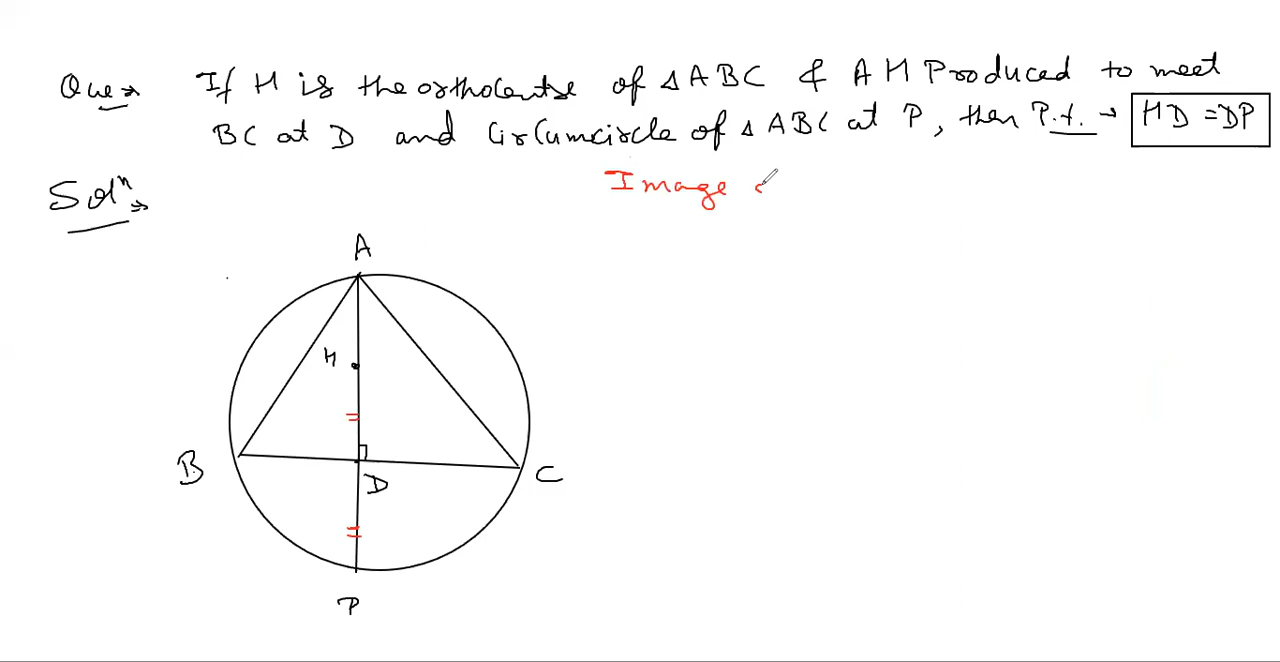 Que → If H is the orthocentre of △ABC & AH Produced to meet
BC at D and Circumcircle of △ABC at P, then P.t. → HD = DP
Solⁿ →
Image
A
H
B
D
C
P